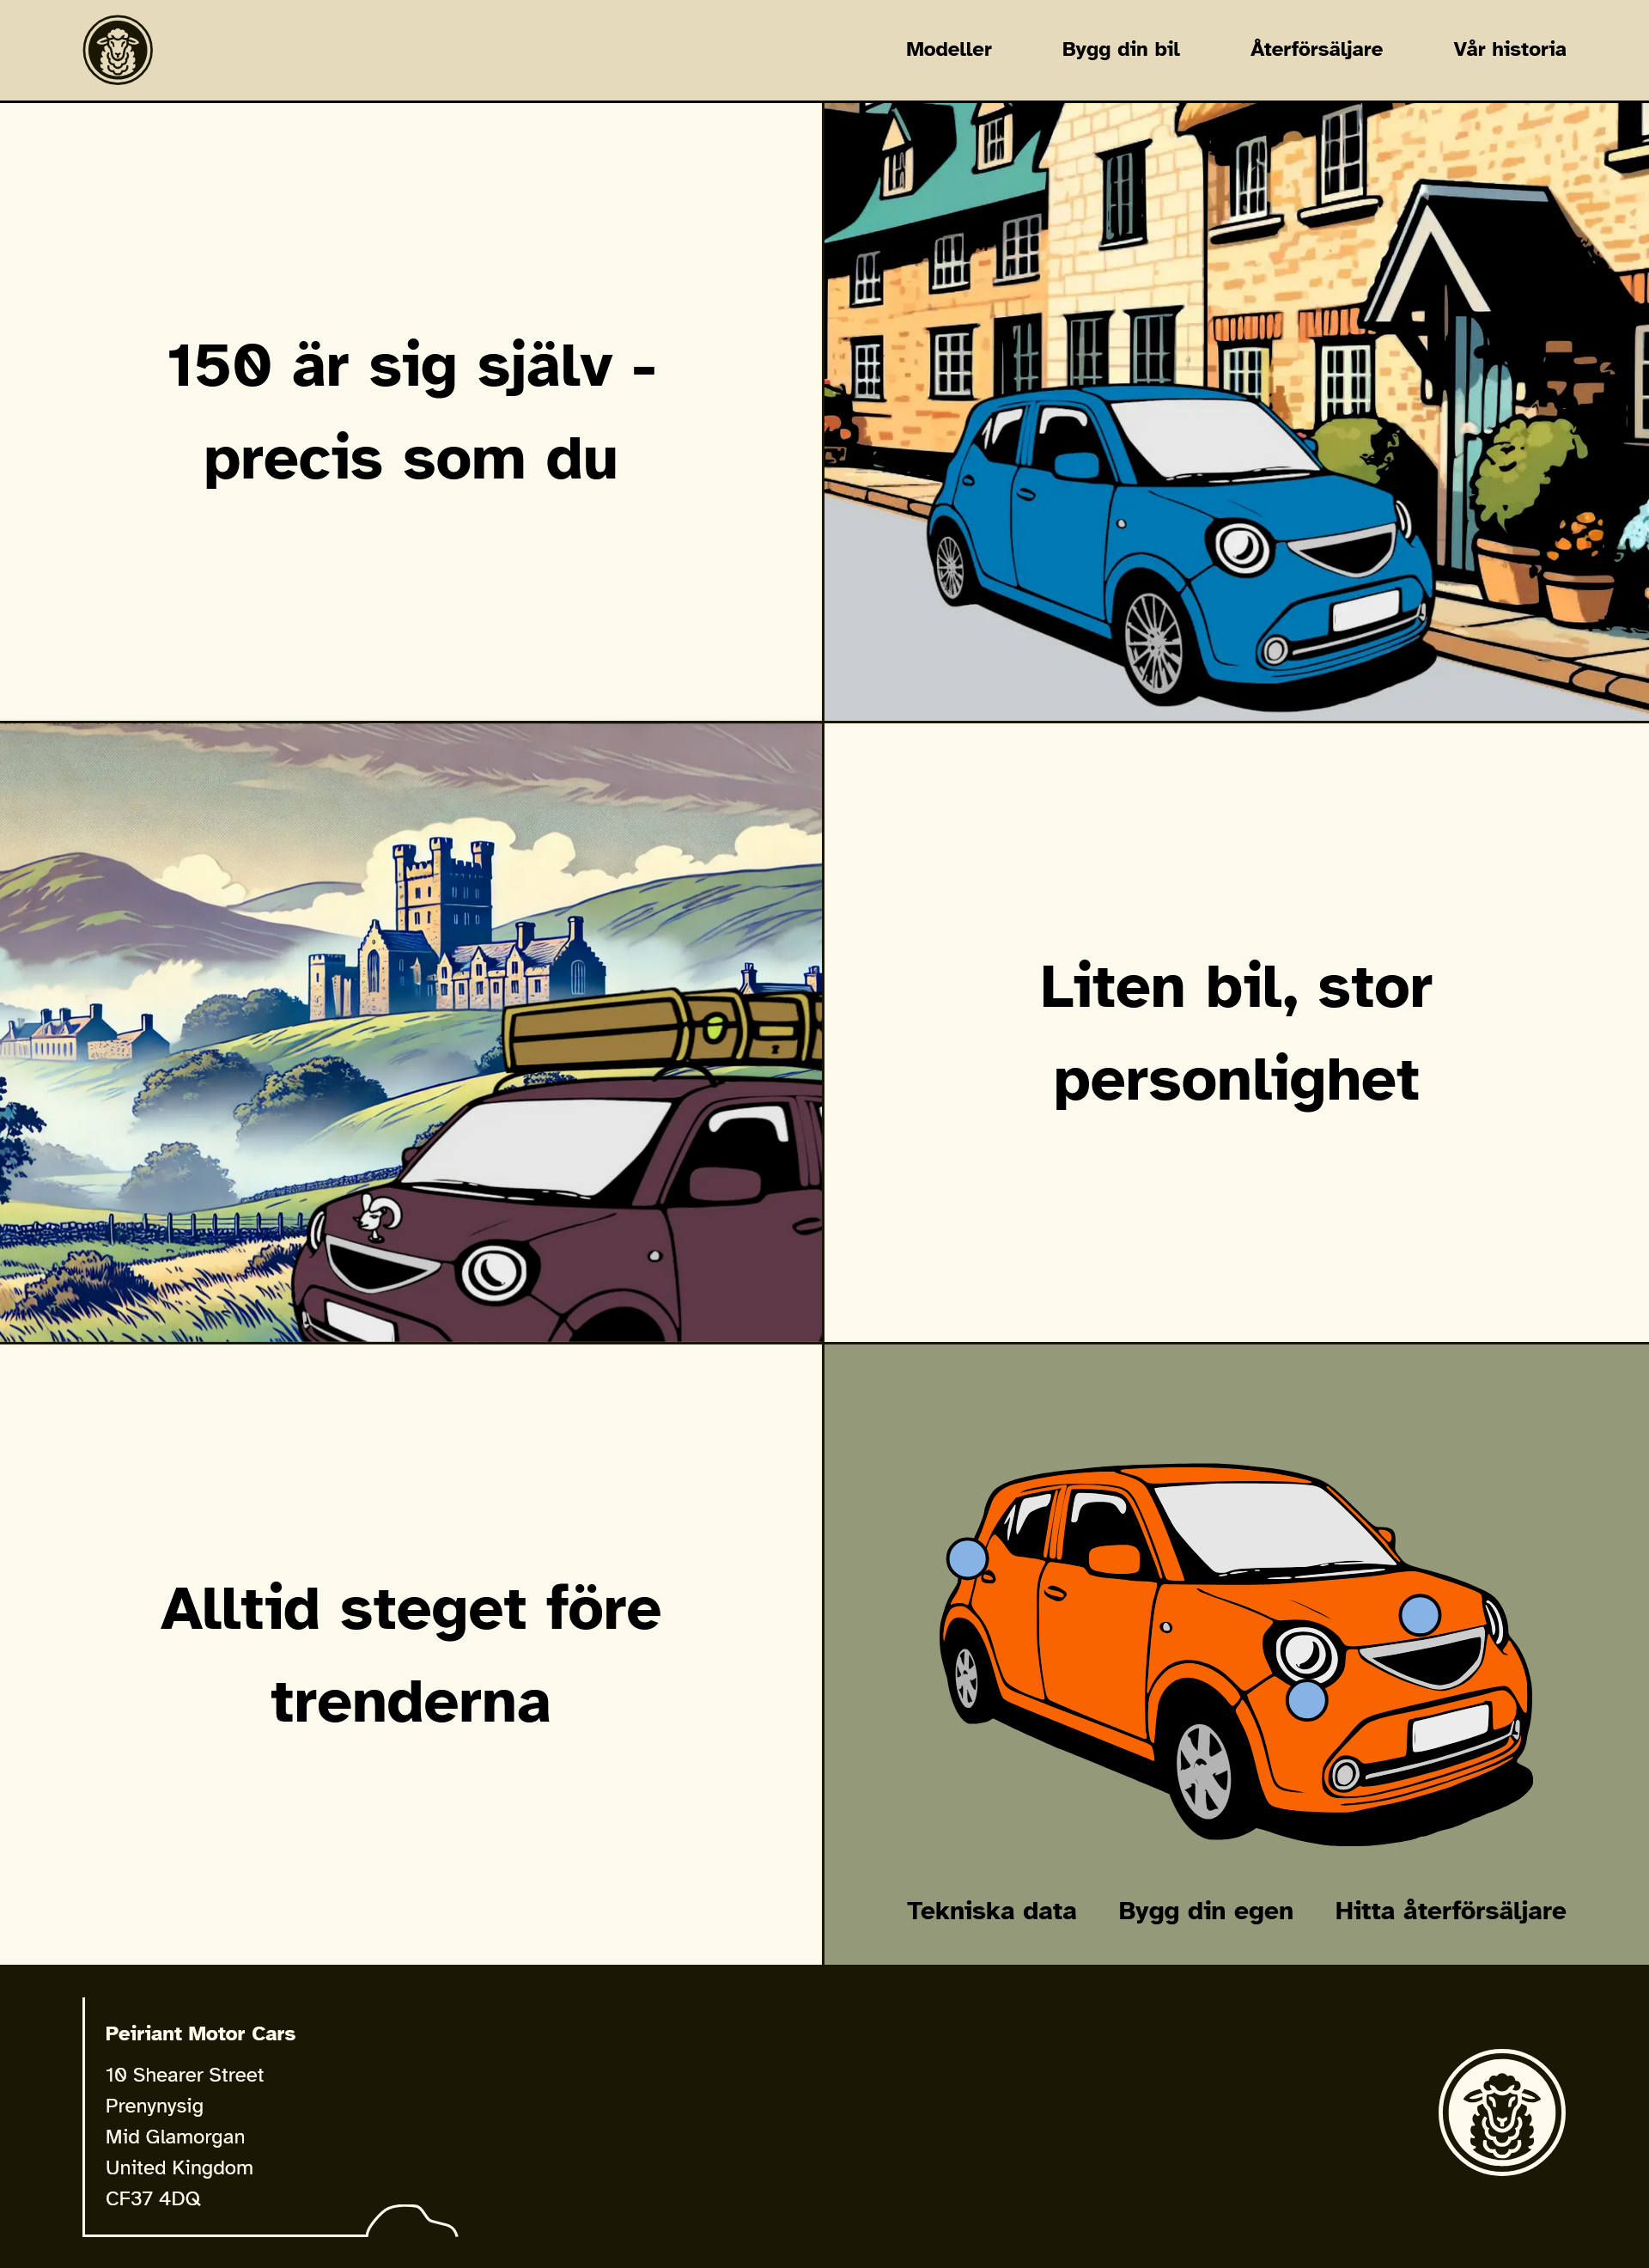 Modeller
Bygg din bil
Återförsäljare
Vår historia
150 är sig själv -
precis som du
Liten bil, stor
personlighet
Alltid steget före
trenderna
Tekniska data
Bygg din egen
Hitta återförsäljare
Peiriant Motor Cars
10 Shearer Street
Prenynysig
Mid Glamorgan
United Kingdom
CF37 4DQ